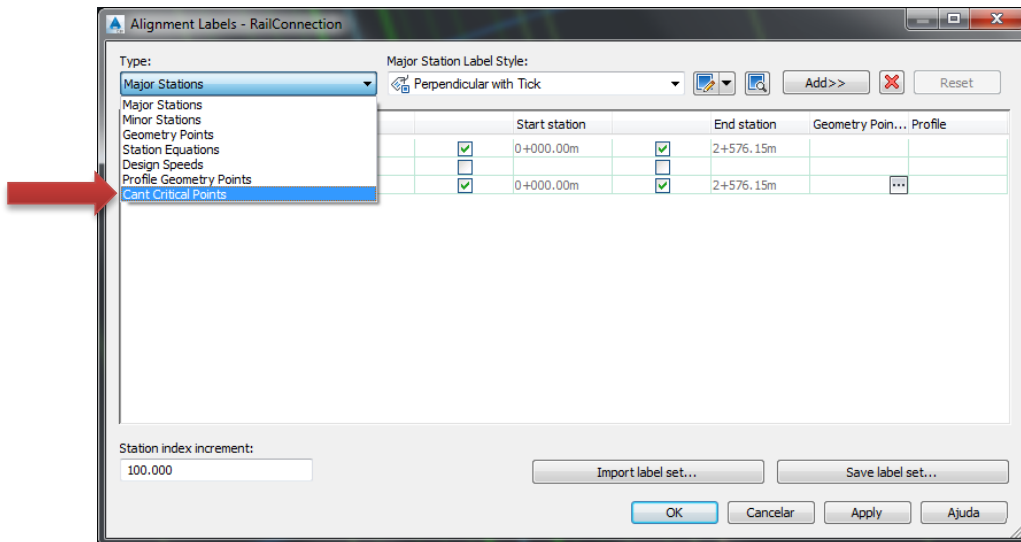 Alignment Labels - RailConnection
Type:
Major Station Label Style:
Major Stations
Perpendicular with Tick
Add>>
Reset
Major Stations
Minor Stations
Geometry Points
Station Equations
Design Speeds
Profile Geometry Points
Cant Critical Points
Start station
End station
Geometry Poin...
Profile
0+000.00m
2+576.15m
0+000.00m
2+576.15m
...
Station index increment:
100.000
Import label set...
Save label set...
OK
Cancelar
Apply
Ajuda